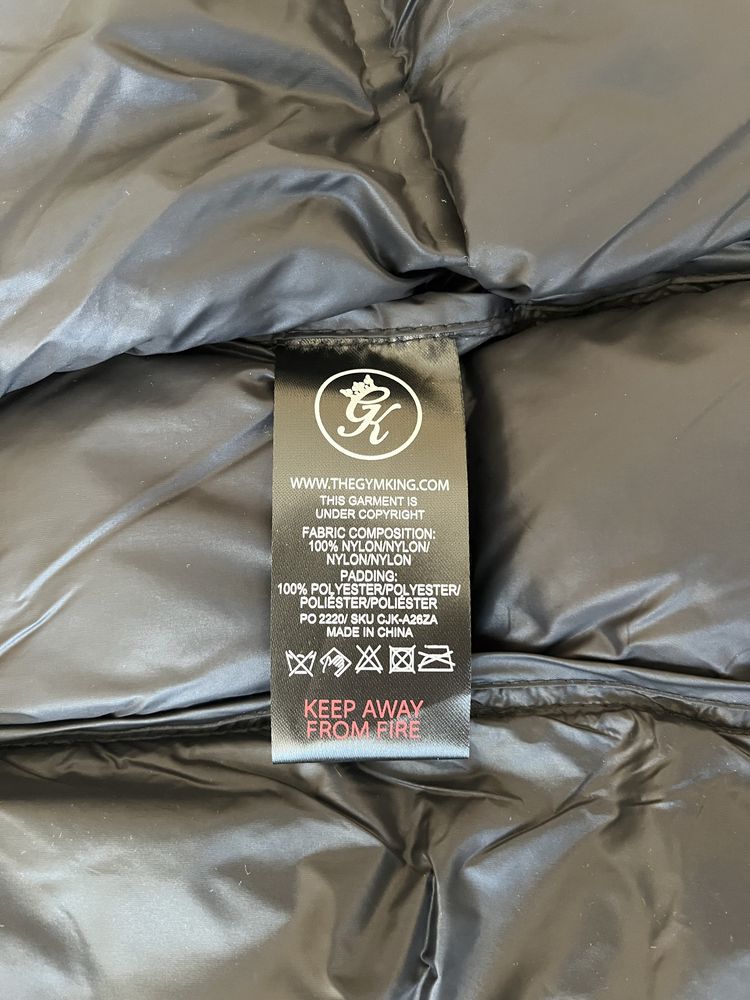 GK
WWW.THEGYMKING.COM
THIS GARMENT IS
UNDER COPYRIGHT
FABRIC COMPOSITION:
100% NYLON/NYLON/
NYLON/NYLON
PADDING:
100% POLYESTER/POLYESTER/
POLIÉSTER/POLIÉSTER
PO 2220/ SKU CJK-A26ZA
MADE IN CHINA
KEEP AWAY
FROM FIRE